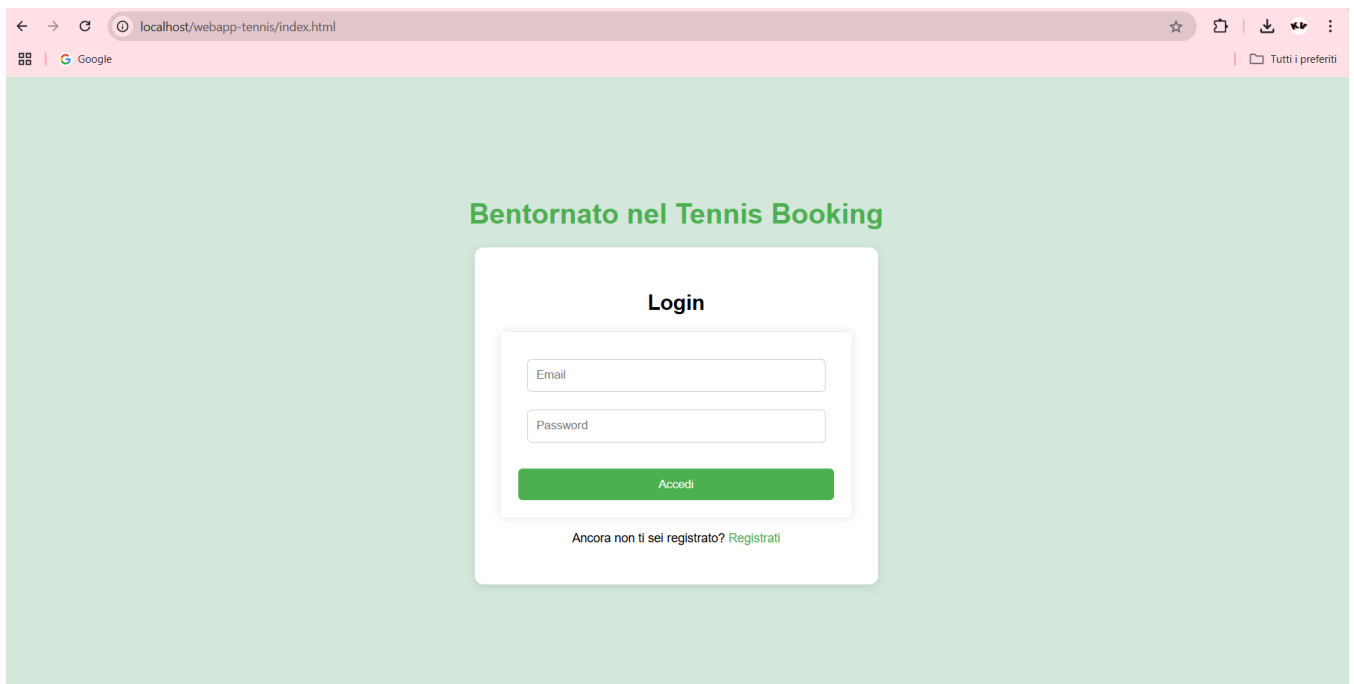 localhost/webapp-tennis/index.html
Google
Tutti i preferiti
Bentornato nel Tennis Booking
Login
Email
Password
Accedi
Ancora non ti sei registrato? Registrati